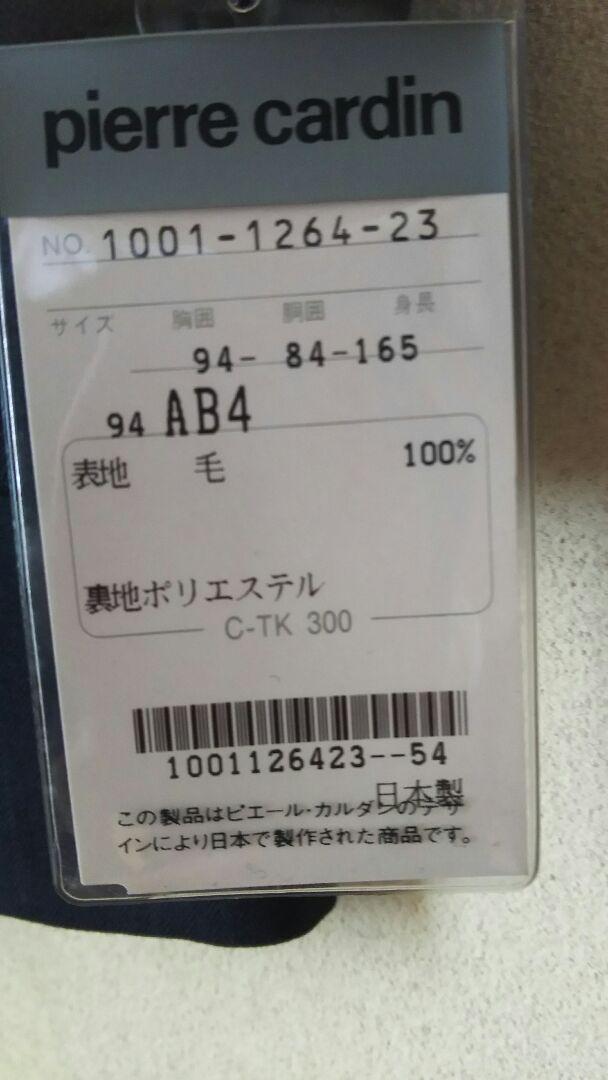 pierre cardin
NO. 1001-1264-23
サイズ 胸囲 胴囲 身長
94- 84-165
94 AB4
表地 毛 100%
裏地ポリエステル
C-TK 300
1001126423--54
日本製
この製品はピエール・カルダンのデザ
インにより日本で製作された商品です。